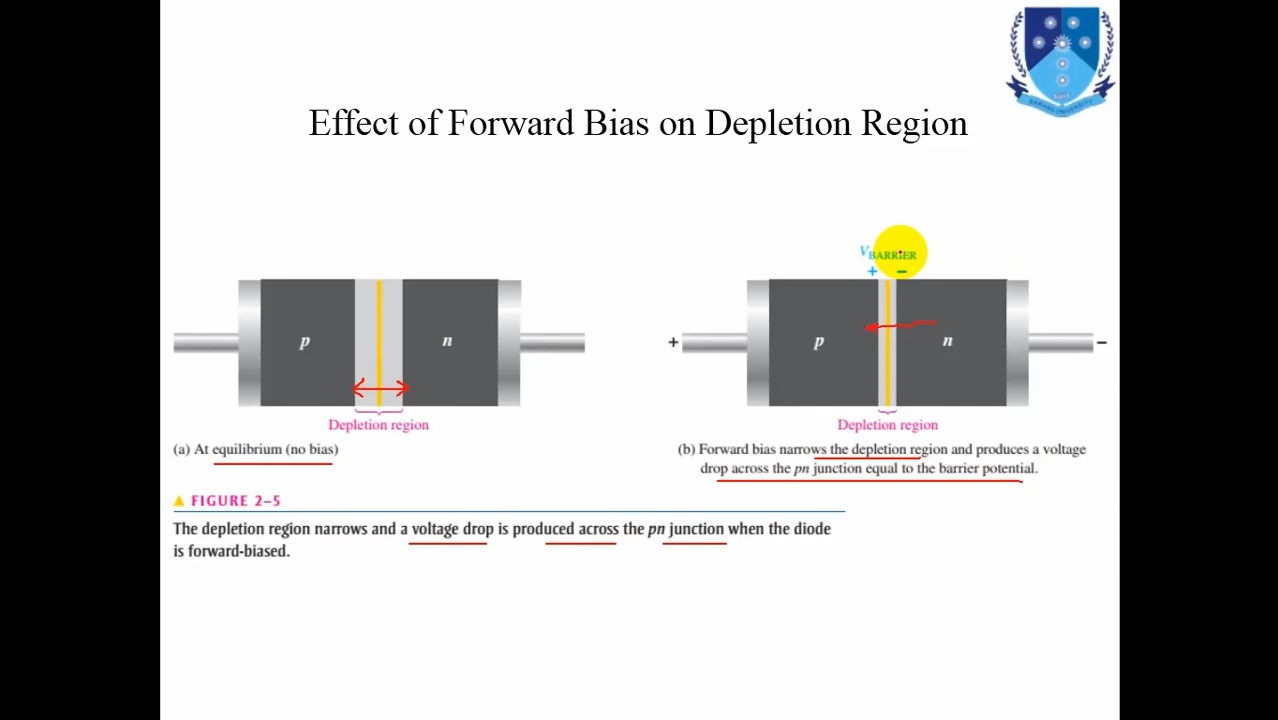 Effect of Forward Bias on Depletion Region
p
n
Depletion region
(a) At equilibrium (no bias)
VBARRIER
+ −
+
p
n
−
Depletion region
(b) Forward bias narrows the depletion region and produces a voltage
drop across the pn junction equal to the barrier potential.
FIGURE 2–5
The depletion region narrows and a voltage drop is produced across the pn junction when the diode
is forward-biased.